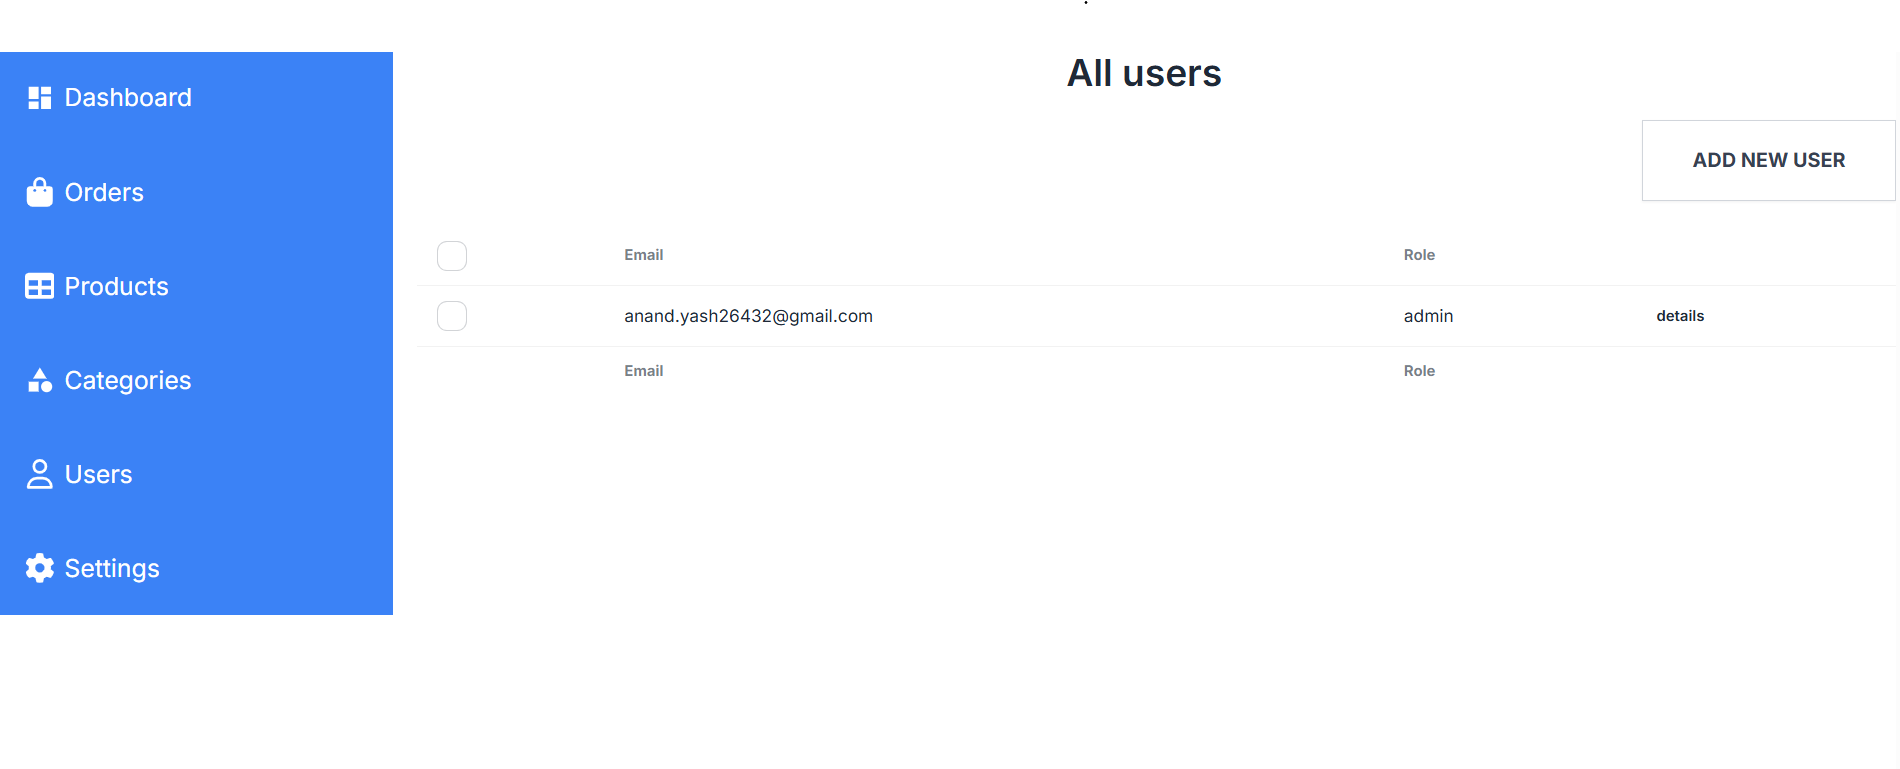 Dashboard
Orders
Products
Categories
Users
Settings
All users
ADD NEW USER
Email Role
anand.yash26432@gmail.com admin details
Email Role